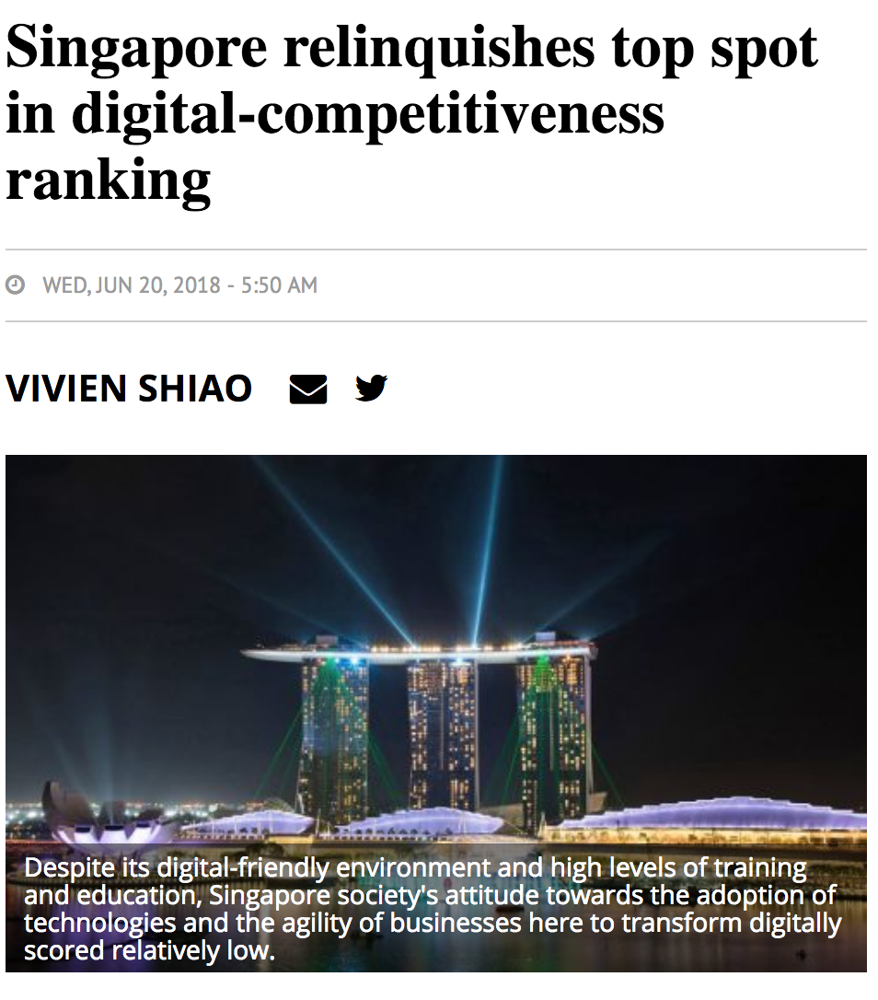 Singapore relinquishes top spot
in digital-competitiveness
ranking
WED, JUN 20, 2018 - 5:50 AM
VIVIEN SHIAO
Despite its digital-friendly environment and high levels of training
and education, Singapore society's attitude towards the adoption of
technologies and the agility of businesses here to transform digitally
scored relatively low.